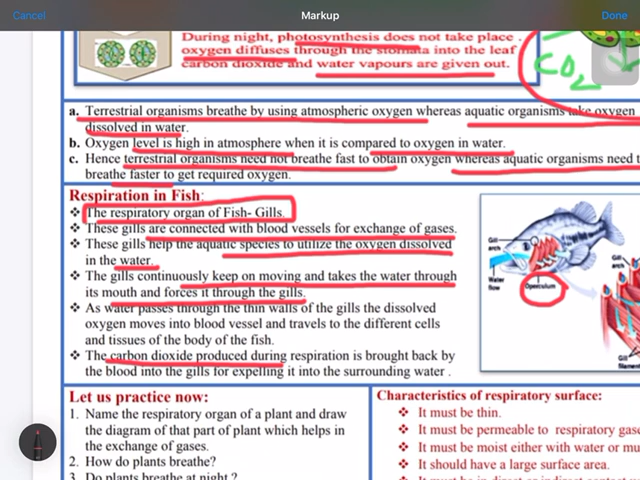 Cancel
Markup
Done
During night, photosynthesis does not take place .
oxygen diffuses through the stomata into the leaf
carbon dioxide and water vapours are given out.
CO2
a. Terrestrial organisms breathe by using atmospheric oxygen whereas aquatic organisms take oxygen
dissolved in water.
b. Oxygen level is high in atmosphere when it is compared to oxygen in water.
c. Hence terrestrial organisms need not breathe fast to obtain oxygen whereas aquatic organisms need t
breathe faster to get required oxygen.
Respiration in Fish:
❖ The respiratory organ of Fish- Gills.
❖ These gills are connected with blood vessels for exchange of gases.
❖ These gills help the aquatic species to utilize the oxygen dissolved
in the water.
❖ The gills continuously keep on moving and takes the water through
its mouth and forces it through the gills.
❖ As water passes through the thin walls of the gills the dissolved
oxygen moves into blood vessel and travels to the different cells
and tissues of the body of the fish.
❖ The carbon dioxide produced during respiration is brought back by
the blood into the gills for expelling it into the surrounding water .
Gill
arch
Water
flow
Operculum
Gill
arch
Gill
filamen
Let us practice now:
1. Name the respiratory organ of a plant and draw
the diagram of that part of plant which helps in
the exchange of gases.
2. How do plants breathe?
3. Do plants breathe at night ?
Characteristics of respiratory surface:
❖ It must be thin.
❖ It must be permeable to respiratory gase
❖ It must be moist either with water or mu
❖ It should have a large surface area.